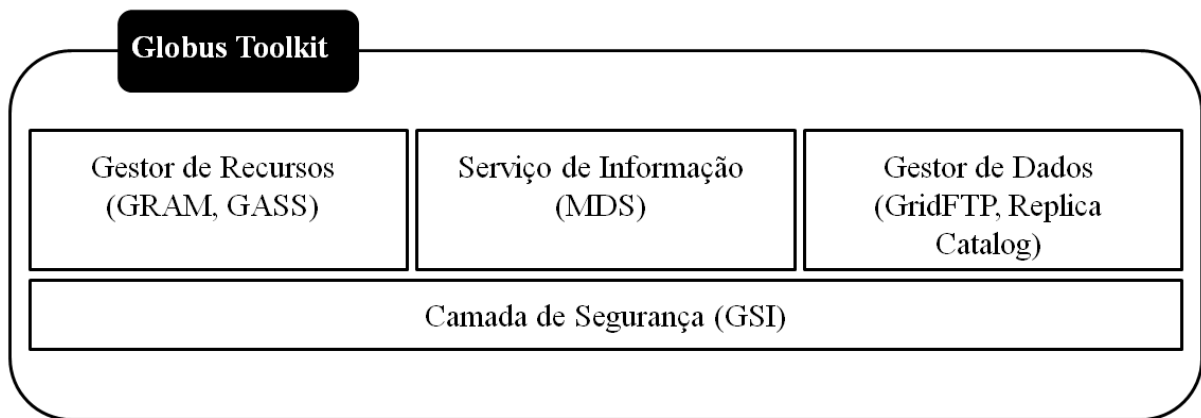 Globus Toolkit
Gestor de Recursos
(GRAM, GASS)
Serviço de Informação
(MDS)
Gestor de Dados
(GridFTP, Replica
Catalog)
Camada de Segurança (GSI)